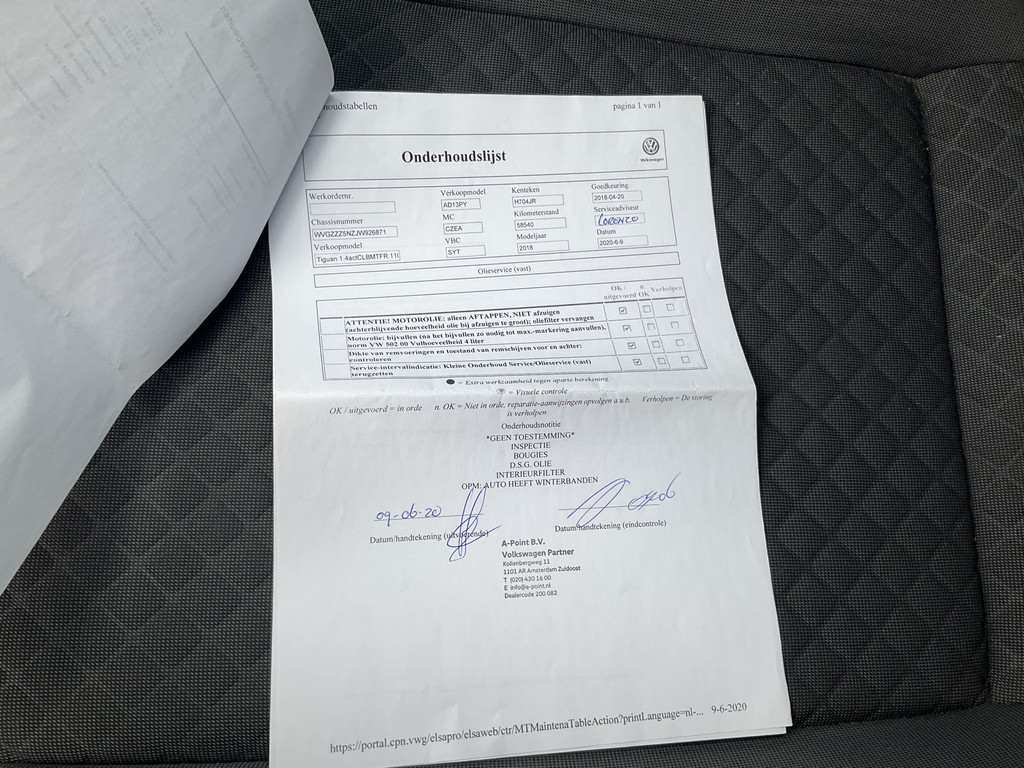 noudstabellen
pagina 1 van 1
Onderhoudslijst
Volkswagen
Werkordernr.
Verkoopmodel
AD13PY
Kenteken
H704JR
Goedkeuring
2018-04-20
Chassisnummer
WVGZZZ5NZJW926871
MC
CZEA
Kilometerstand
58540
Serviceadviseur
LORENZO
Verkoopmodel
Tiguan 1.4actCLBMTFR 110
VBC
SYT
Modeljaar
2018
Datum
2020-6-9
Olieservice (vast)
OK / uitgevoerd
n. OK
Verholpen
ATTENTIE! MOTOROLIE: alleen AFTAPPEN, NIET afzuigen
(achterblijvende hoeveelheid olie bij afzuigen te groot); oliefilter vervangen
Motorolie: bijvullen (na het bijvullen zo nodig tot max.-markering aanvullen),
norm VW 502 00 Vulhoeveelheid 4 liter
Dikte van remvoeringen en toestand van remschijven voor en achter:
controleren
Service-intervalindicatie: Kleine Onderhoud Service/Olieservice (vast)
terugzetten
= Extra werkzaamheid tegen aparte berekening
= Visuele controle
OK / uitgevoerd = in orde n. OK = Niet in orde, reparatie-aanwijzingen opvolgen a.u.b. Verholpen = De storing
is verholpen
Onderhoudsnotitie
*GEEN TOESTEMMING*
INSPECTIE
BOUGIES
D.S.G. OLIE
INTERIEURFILTER
OPM: AUTO HEEFT WINTERBANDEN
09-06-20
Datum/handtekening (uitvoerende)
Datum/handtekening (eindcontrole)
A-Point B.V.
Volkswagen Partner
Kollenbergweg 11
1101 AR Amsterdam Zuidoost
T (020) 430 16 00
E info@a-point.nl
Dealercode 200 082
https://portal.cpn.vwg/elsapro/elsaweb/ctr/MTMaintenaTableAction?printLanguage=nl-... 9-6-2020